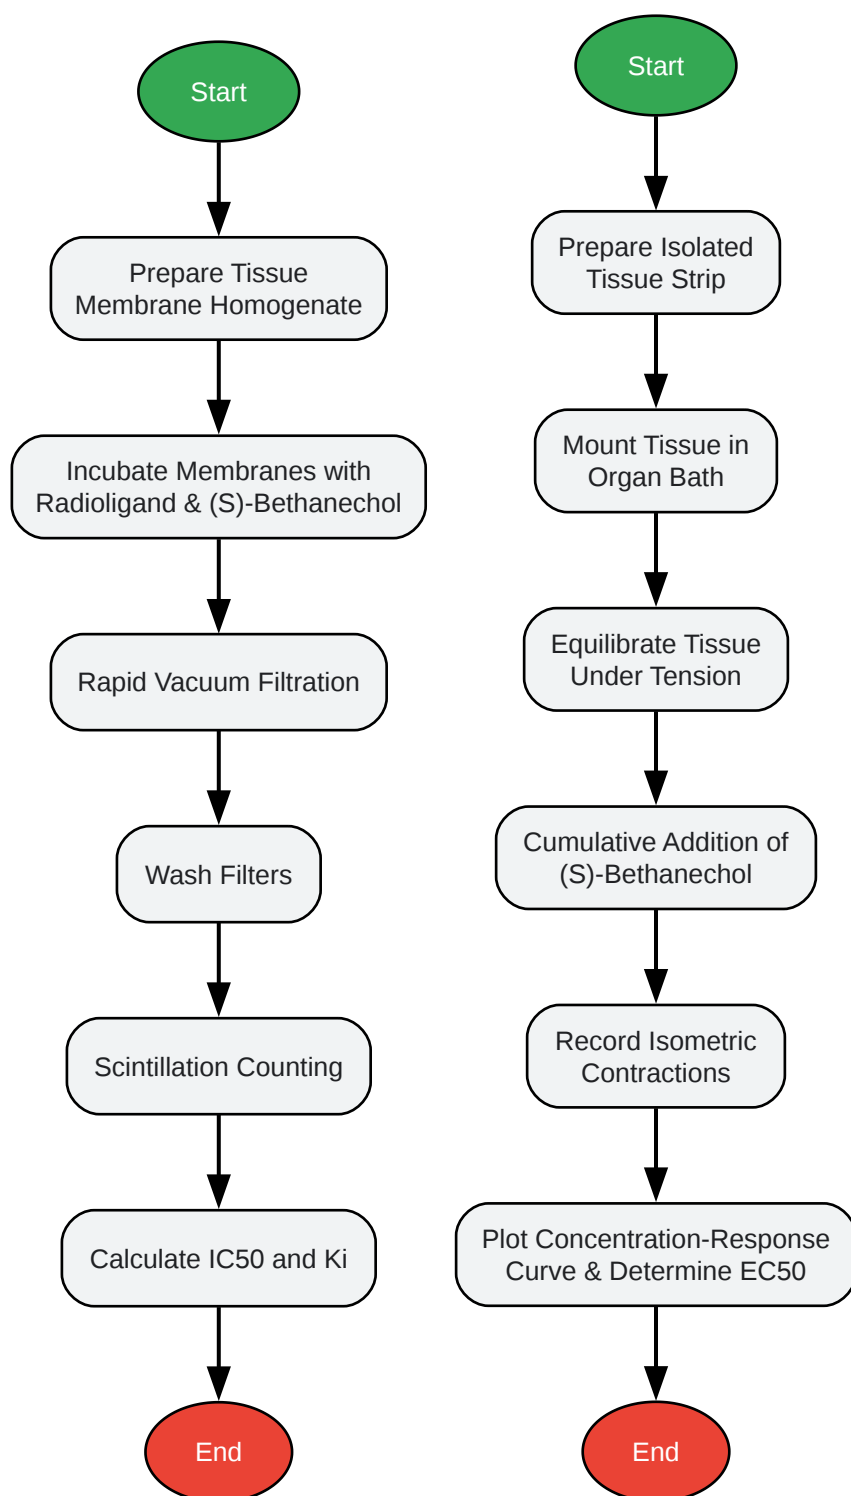 Start
Prepare Tissue
Membrane Homogenate
Incubate Membranes with
Radioligand & (S)-Bethanechol
Rapid Vacuum Filtration
Wash Filters
Scintillation Counting
Calculate IC50 and Ki
End
Start
Prepare Isolated
Tissue Strip
Mount Tissue in
Organ Bath
Equilibrate Tissue
Under Tension
Cumulative Addition of
(S)-Bethanechol
Record Isometric
Contractions
Plot Concentration-Response
Curve & Determine EC50
End